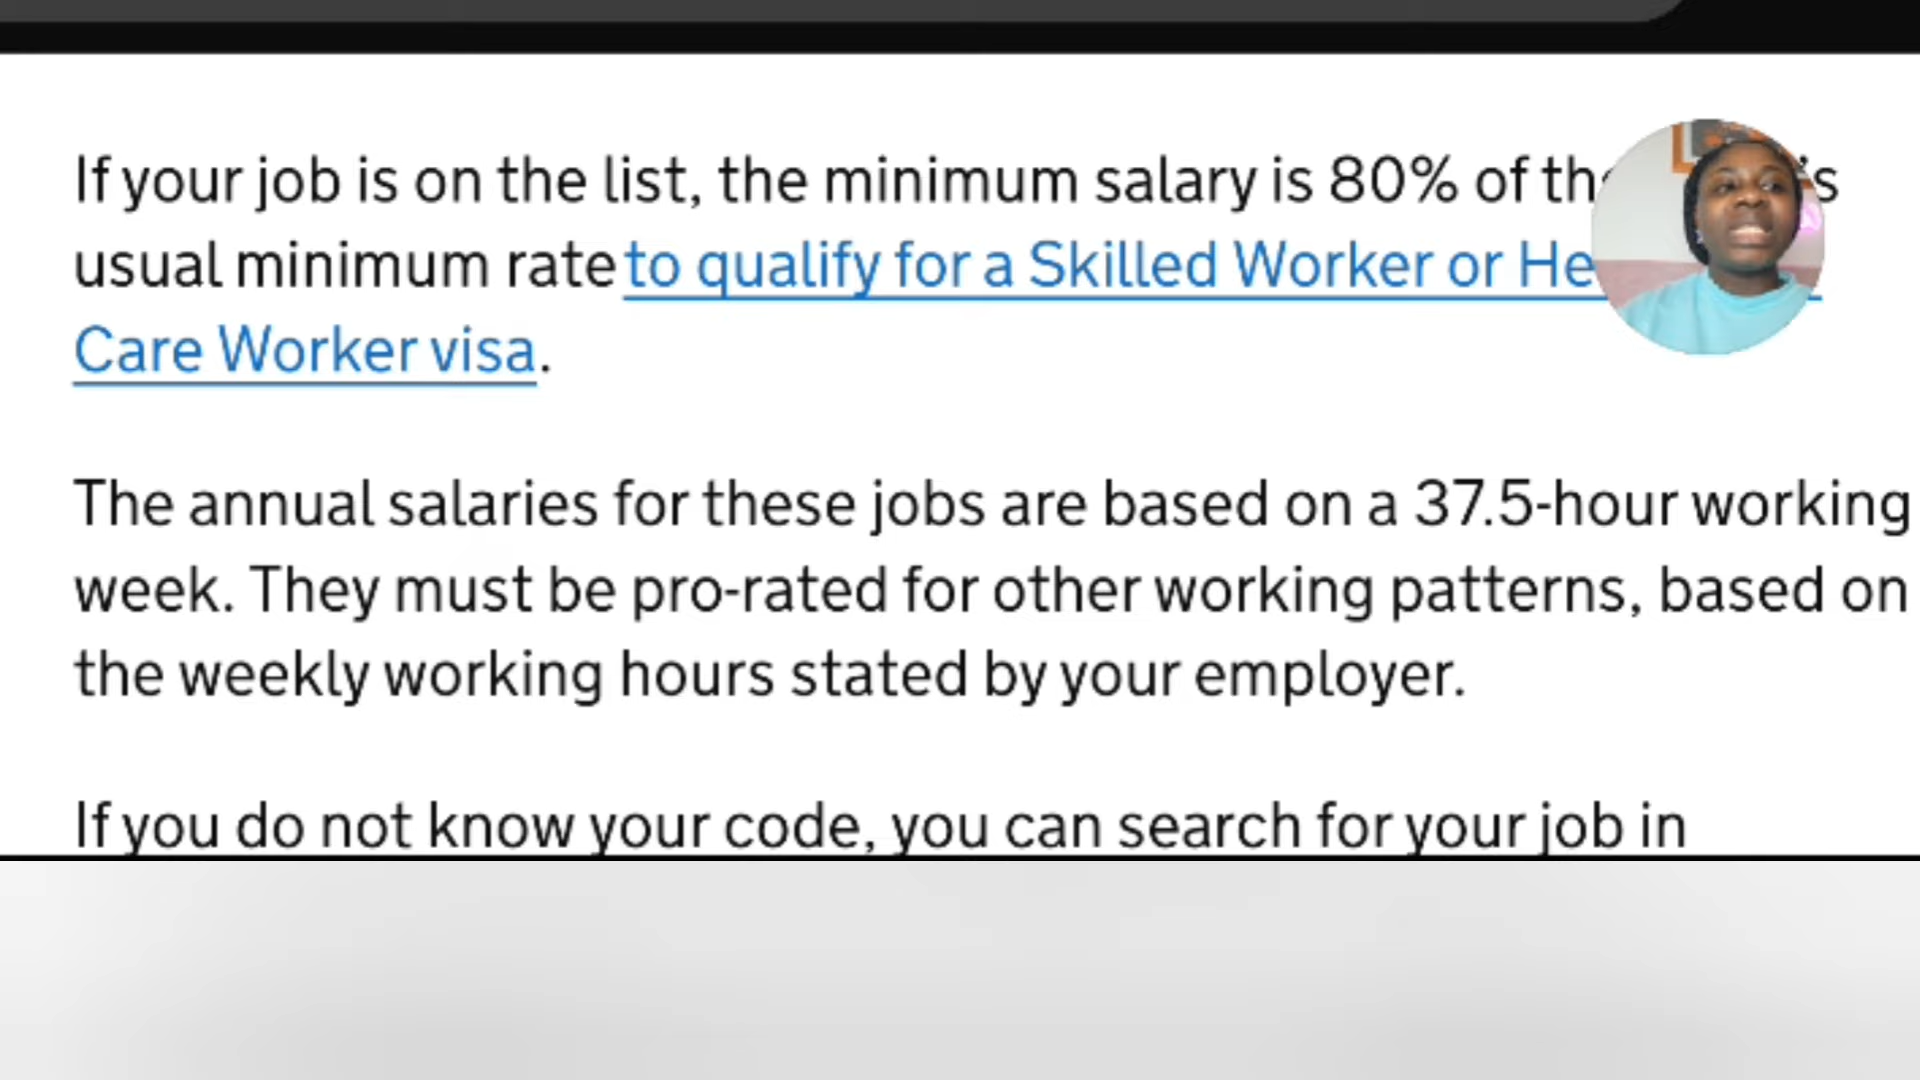 If your job is on the list, the minimum salary is 80% of the
usual minimum rate to qualify for a Skilled Worker or
Care Worker visa.
The annual salaries for these jobs are based on a 37.5-hour working
week. They must be pro-rated for other working patterns, based on
the weekly working hours stated by your employer.
If you do not know your code, you can search for your job in